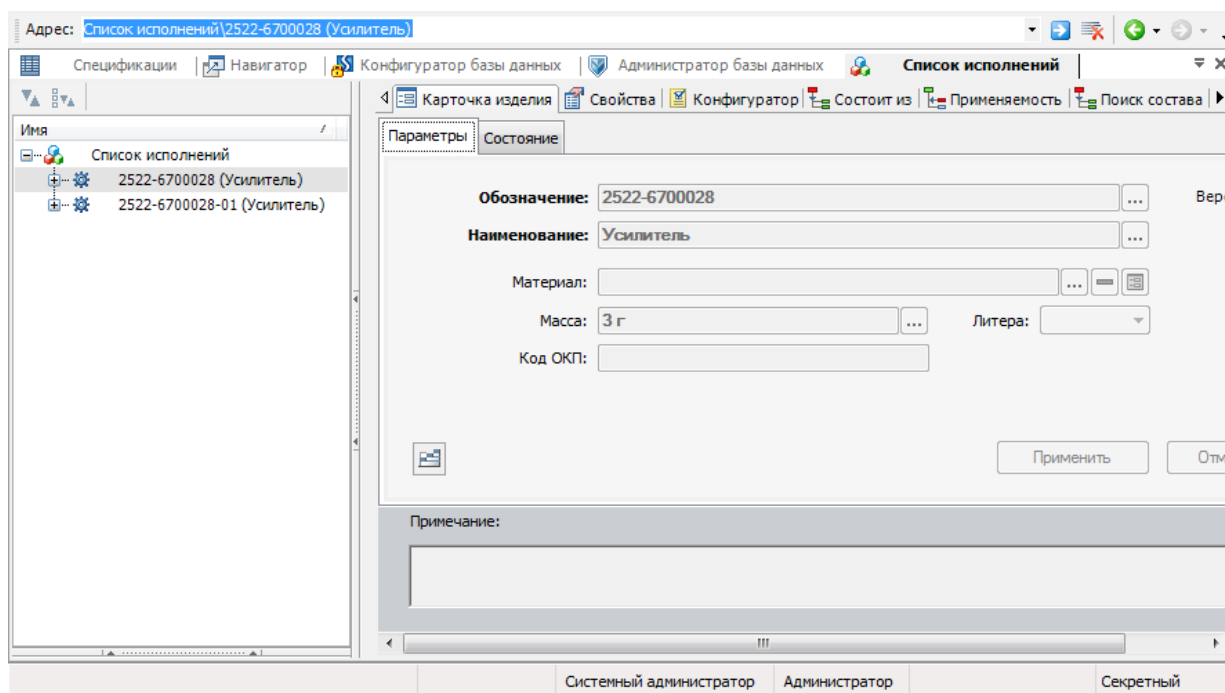 Адрес: Список исполнений\2522-6700028 (Усилитель)
Спецификации Навигатор Конфигуратор базы данных Администратор базы данных Список исполнений
Карточка изделия Свойства Конфигуратор Состоит из Применяемость Поиск состава
Имя
Список исполнений
2522-6700028 (Усилитель)
2522-6700028-01 (Усилитель)
Параметры Состояние
Обозначение: 2522-6700028 ...
Наименование: Усилитель ...
Материал: ...
Масса: 3 г ... Литера:
Код ОКП:
Применить
Примечание:
Системный администратор Администратор Секретный